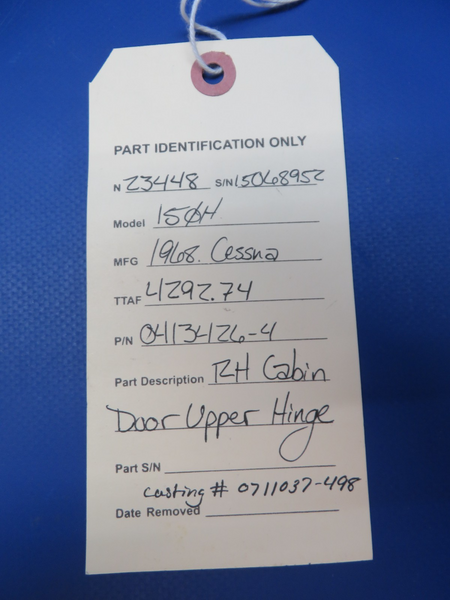 PART IDENTIFICATION ONLY
N 23448 S/N 15068952
Model 150H
MFG 1968. Cessna
TTAF 4292.74
P/N 0413426-4
Part Description RH Cabin
Door Upper Hinge
Part S/N
Casting # 0711037-498
Date Removed